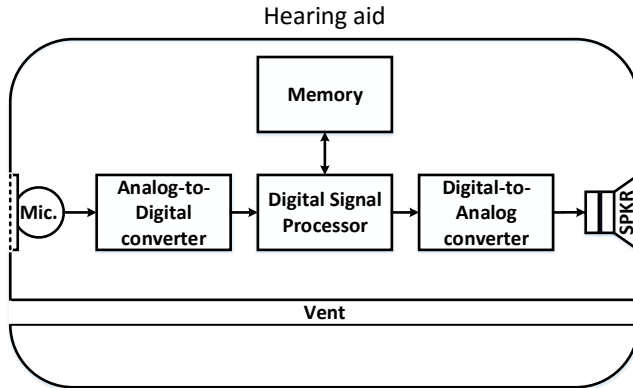 Hearing aid
Memory
Mic.
Analog-to-
Digital
converter
Digital Signal
Processor
Digital-to-
Analog
converter
SPKR
Vent